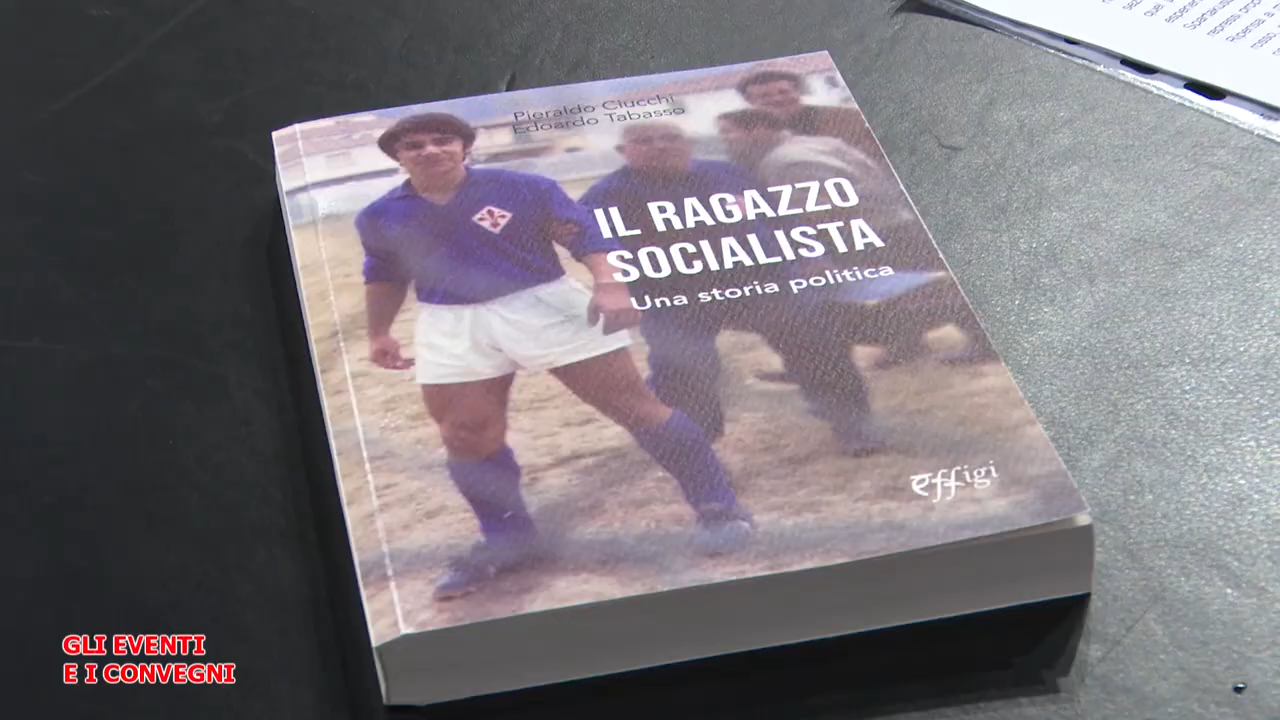 Pieraldo Ciucchi
Edoardo Tabasso
IL RAGAZZO
SOCIALISTA
Una storia politica
effigi
GLI EVENTI
E I CONVEGNI